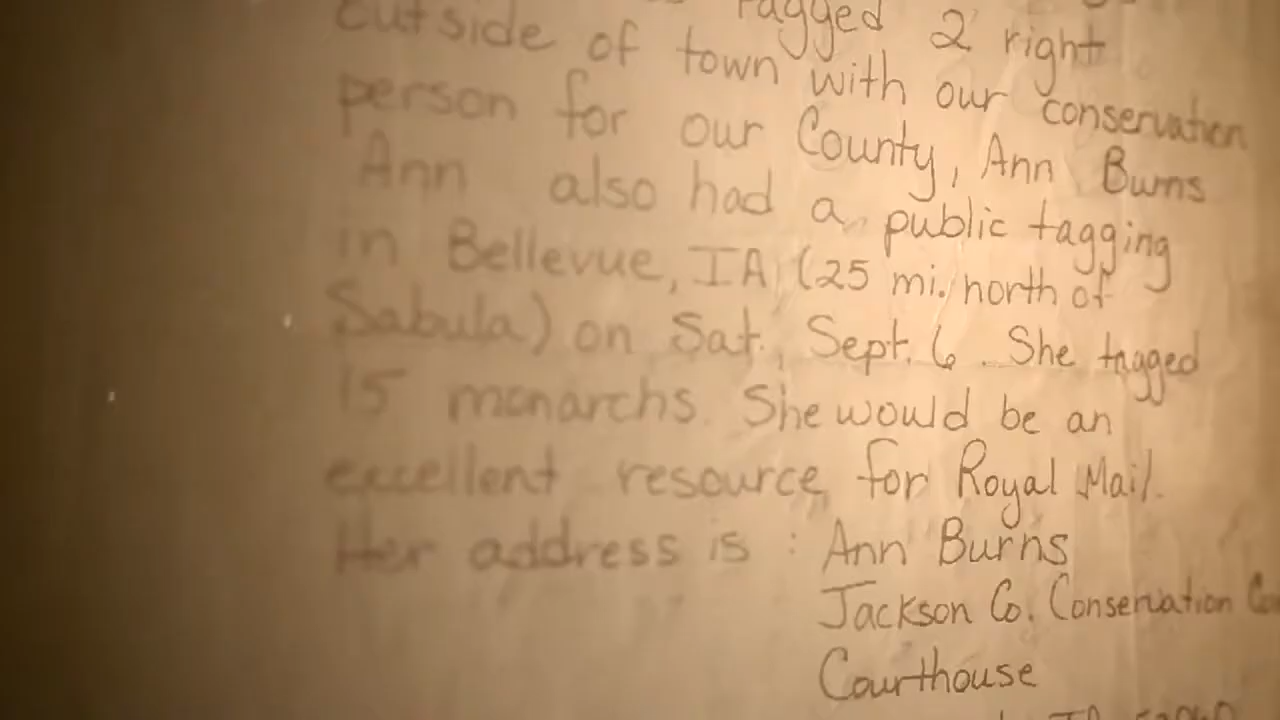 tagged 2 right
outside of town with our conservation
person for our County, Ann Burns
Ann also had a public tagging
in Bellevue, IA (25 mi. north of
Sabula) on Sat., Sept. 6. She tagged
15 monarchs. She would be an
excellent resource for Royal Mail.
Her address is : Ann Burns
Jackson Co. Conservation
Courthouse
IA